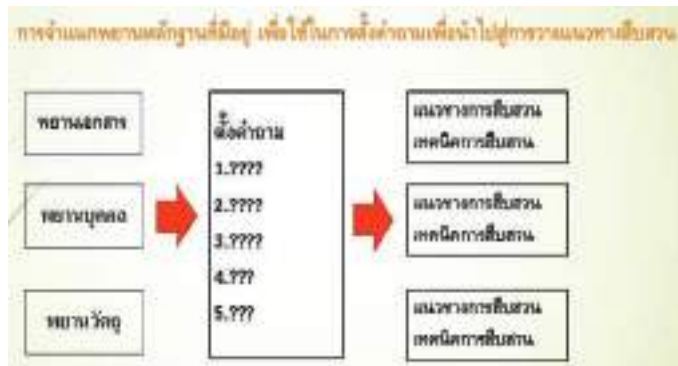 การจำแนกพยานหลักฐานที่มีอยู่ เพื่อใช้ในการตั้งคำถามเพื่อนำไปสู่การวางแนวทางสืบสวน
พยานเอกสาร
พยานบุคคล
พยานวัตถุ
ตั้งคำถาม
1.????
2.????
3.????
4.???
5.???
แนวทางการสืบสวน
เทคนิคการสืบสวน
แนวทางการสืบสวน
เทคนิคการสืบสวน
แนวทางการสืบสวน
เทคนิคการสืบสวน